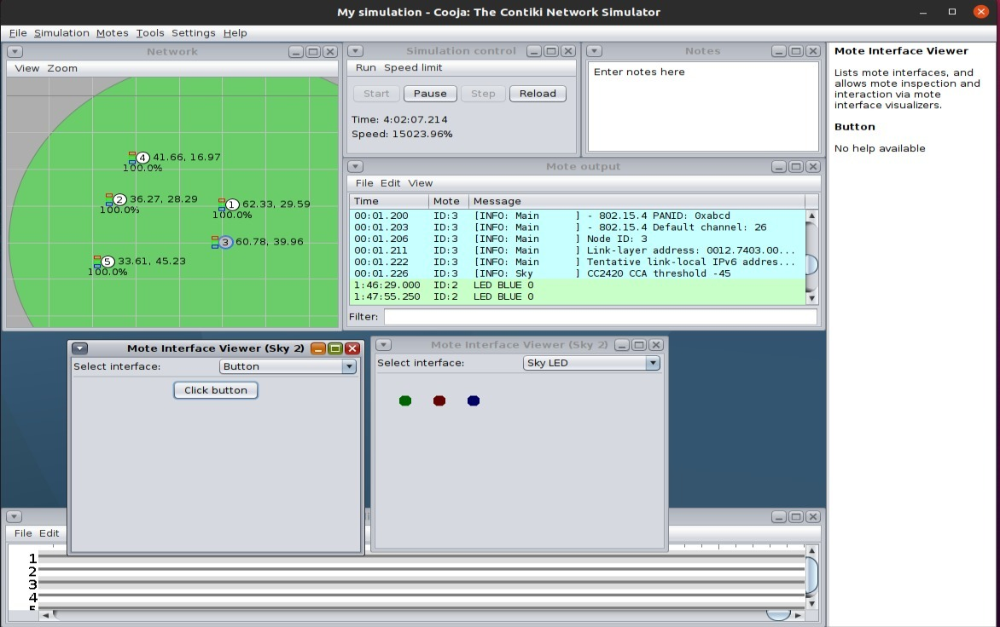 My simulation - Cooja: The Contiki Network Simulator
File Simulation Motes Tools Settings Help
Network
View Zoom
4 41.66, 16.97
100.0%
2 36.27, 28.29
100.0%
1 62.33, 29.59
100.0%
3 60.78, 39.96
5 33.61, 45.23
100.0%
Simulation control
Run Speed limit
Start Pause Step Reload
Time: 4:02:07.214
Speed: 15023.96%
Notes
Enter notes here
Mote output
File Edit View
Time Mote Message
00:01.200 ID:3 [INFO: Main ] - 802.15.4 PANID: 0xabcd
00:01.203 ID:3 [INFO: Main ] - 802.15.4 Default channel: 26
00:01.206 ID:3 [INFO: Main ] Node ID: 3
00:01.211 ID:3 [INFO: Main ] Link-layer address: 0012.7403.00...
00:01.222 ID:3 [INFO: Main ] Tentative link-local IPv6 addres...
00:01.226 ID:3 [INFO: Sky ] CC2420 CCA threshold -45
1:46:29.000 ID:2 LED BLUE 0
1:47:55.250 ID:2 LED BLUE 0
Filter:
Mote Interface Viewer
Lists mote interfaces, and
allows mote inspection and
interaction via mote
interface visualizers.
Button
No help available
Mote Interface Viewer (Sky 2)
Select interface: Button
Click button
Mote Interface Viewer (Sky 2)
Select interface: Sky LED
File Edit
1
2
3
4